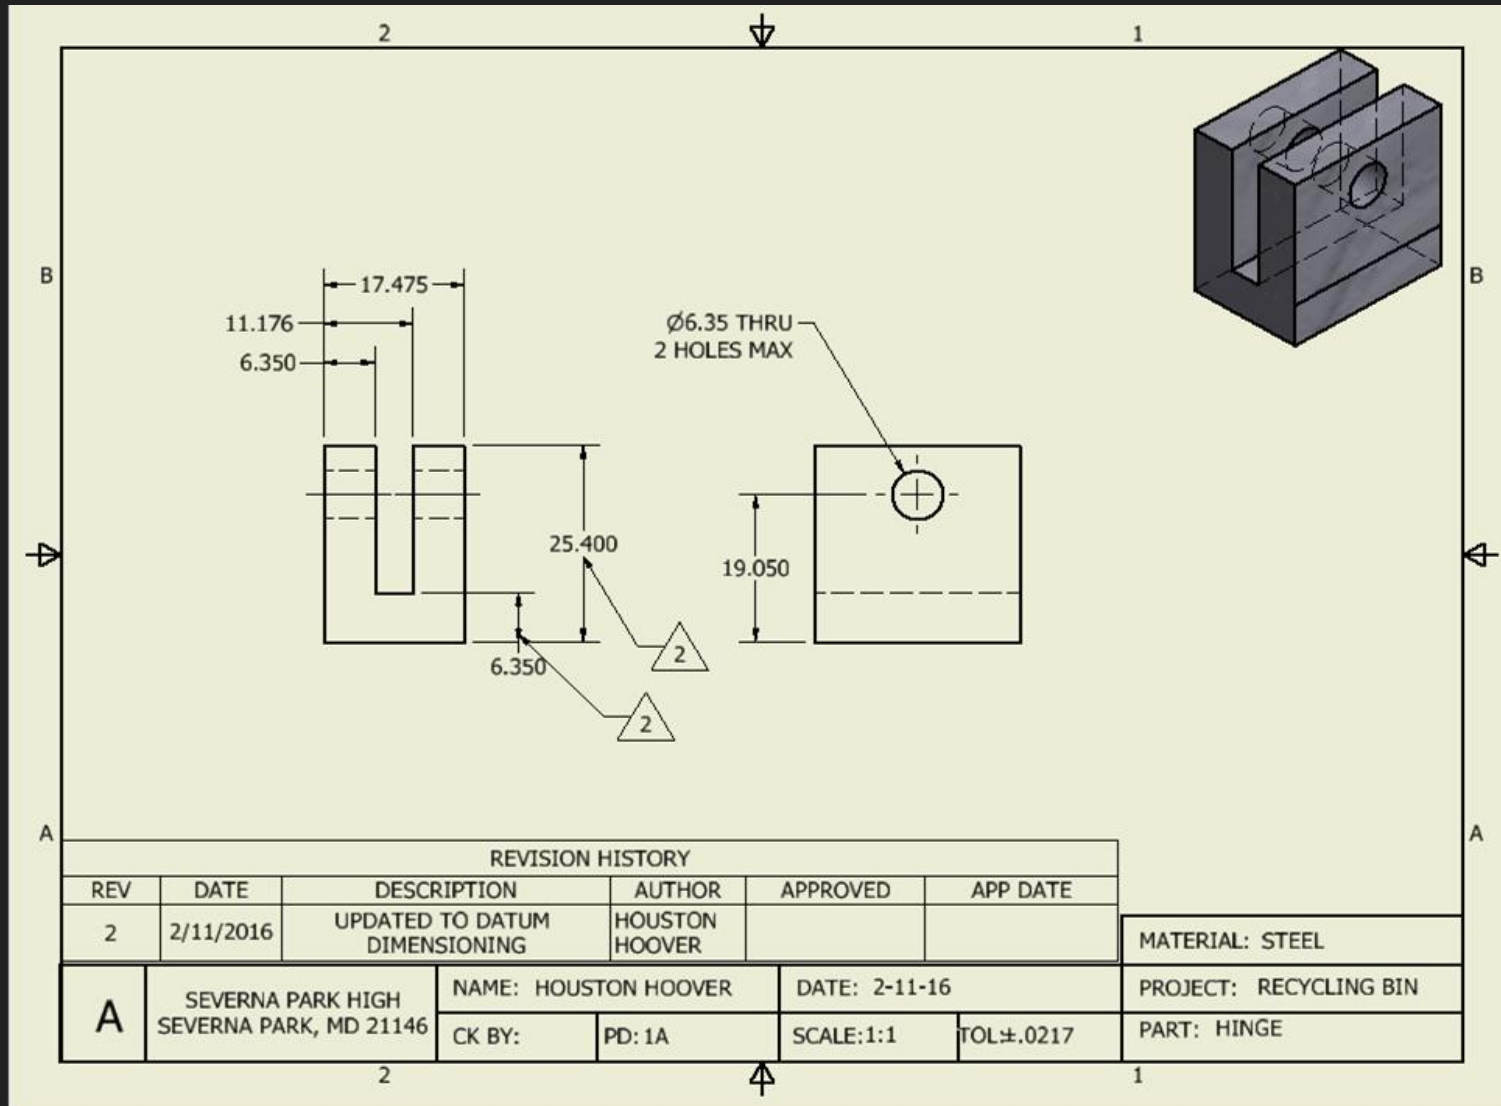 2
1
B
B
17.475
11.176
6.350
Ø6.35 THRU
2 HOLES MAX
25.400
19.050
6.350
2
2
A
A
REVISION HISTORY
REV DATE DESCRIPTION AUTHOR APPROVED APP DATE
2 2/11/2016 UPDATED TO DATUM DIMENSIONING HOUSTON HOOVER
MATERIAL: STEEL
A
SEVERNA PARK HIGH
SEVERNA PARK, MD 21146
NAME: HOUSTON HOOVER
DATE: 2-11-16
PROJECT: RECYCLING BIN
CK BY:
PD: 1A
SCALE:1:1
TOL:±.0217
PART: HINGE
2
1